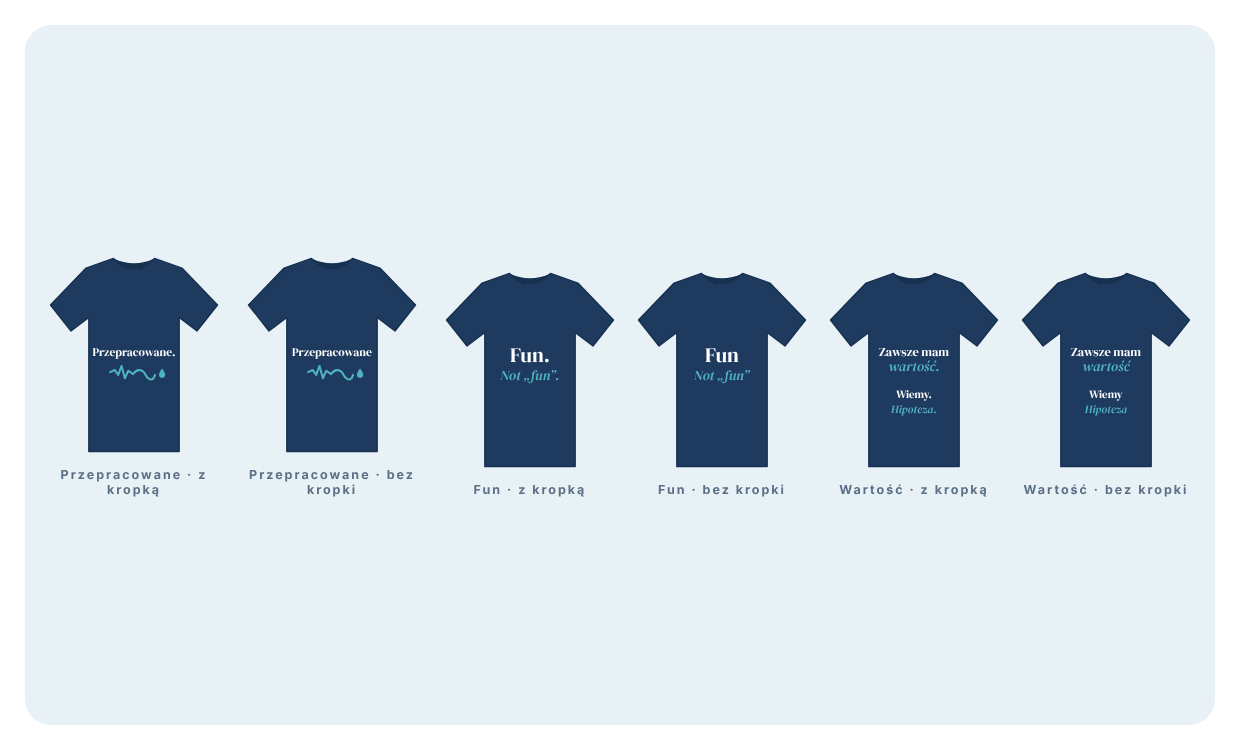 Przepracowane.
Przepracowane · z
kropką
Przepracowane
Przepracowane · bez
kropki
Fun.
Not „fun”.
Fun · z kropką
Fun
Not „fun”
Fun · bez kropki
Zawsze mam
wartość.
Wiemy.
Hipoteza.
Wartość · z kropką
Zawsze mam
wartość
Wiemy
Hipoteza
Wartość · bez kropki